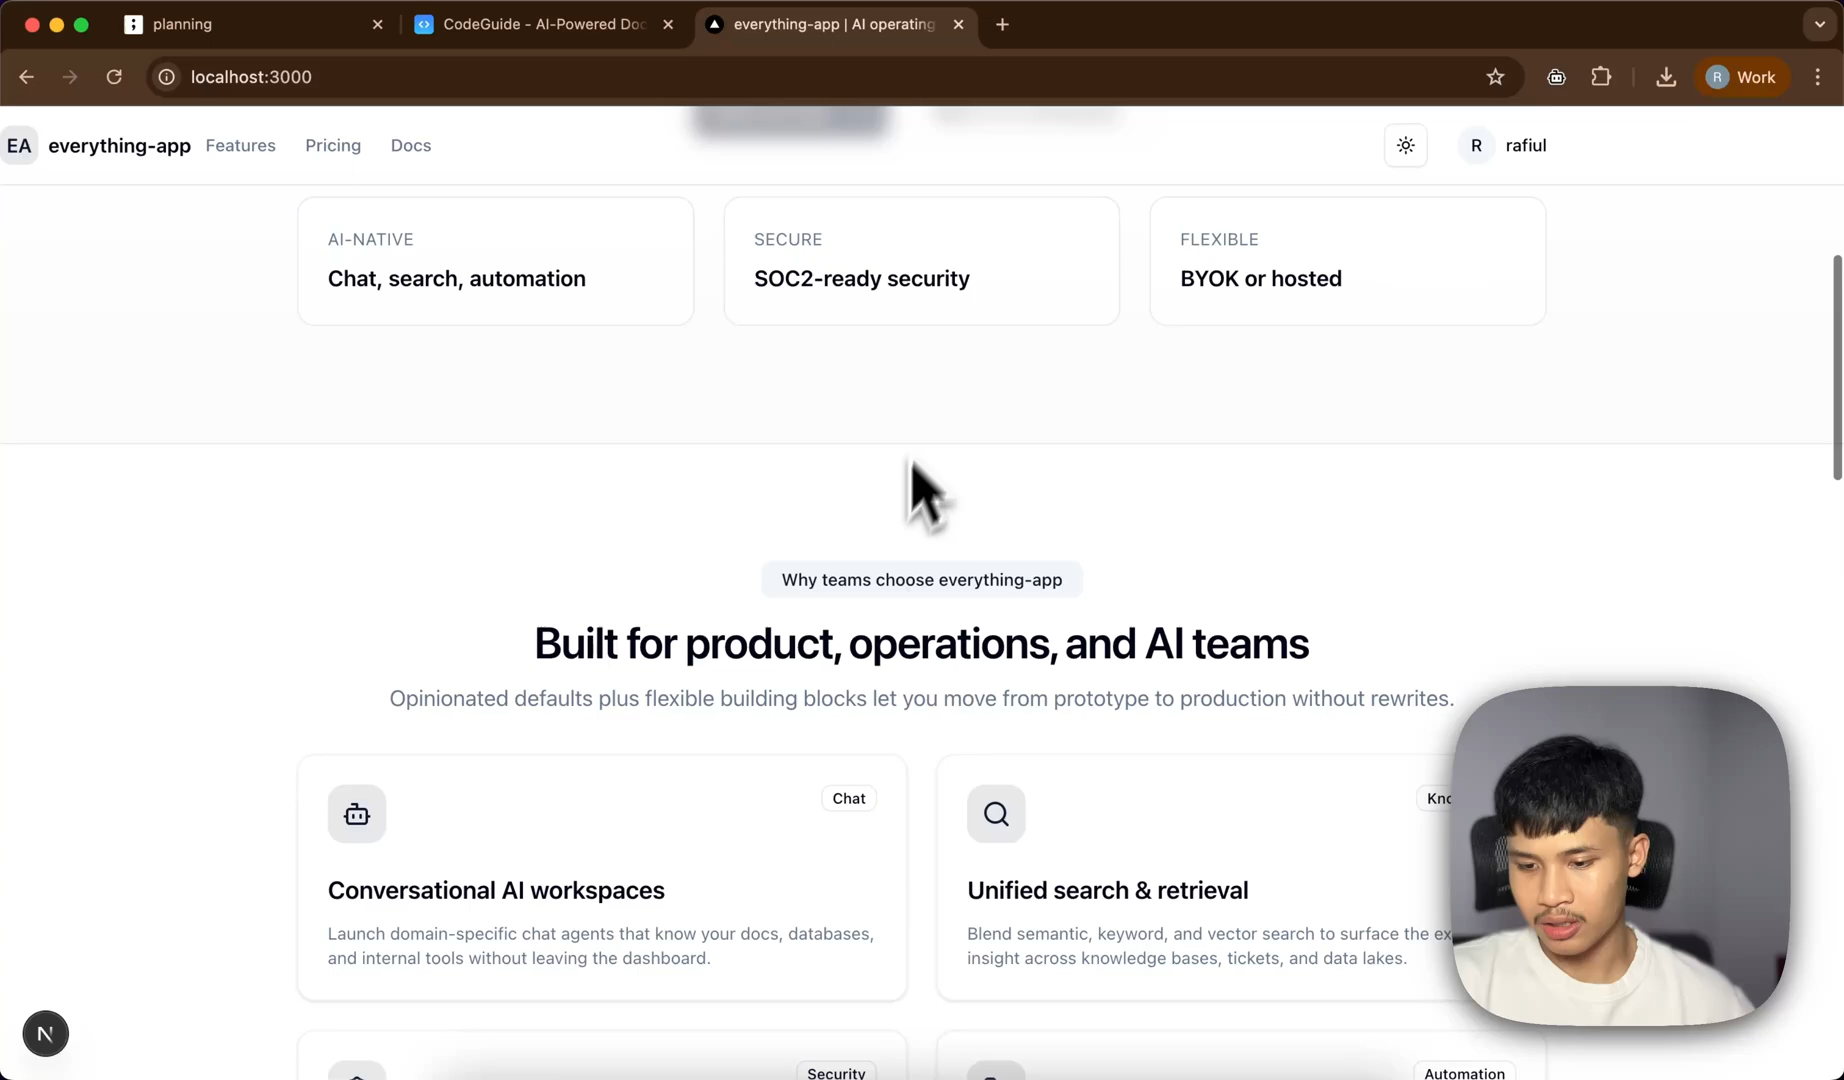 planning
CodeGuide - AI-Powered Doc
everything-app | AI operating
localhost:3000
R Work
EA everything-app Features Pricing Docs
R rafiul
AI-NATIVE
Chat, search, automation
SECURE
SOC2-ready security
FLEXIBLE
BYOK or hosted
Why teams choose everything-app
Built for product, operations, and AI teams
Opinionated defaults plus flexible building blocks let you move from prototype to production without rewrites.
Chat
Conversational AI workspaces
Launch domain-specific chat agents that know your docs, databases,
and internal tools without leaving the dashboard.
Unified search & retrieval
Blend semantic, keyword, and vector search to surface the
insight across knowledge bases, tickets, and data lakes.
N
Security
Automation